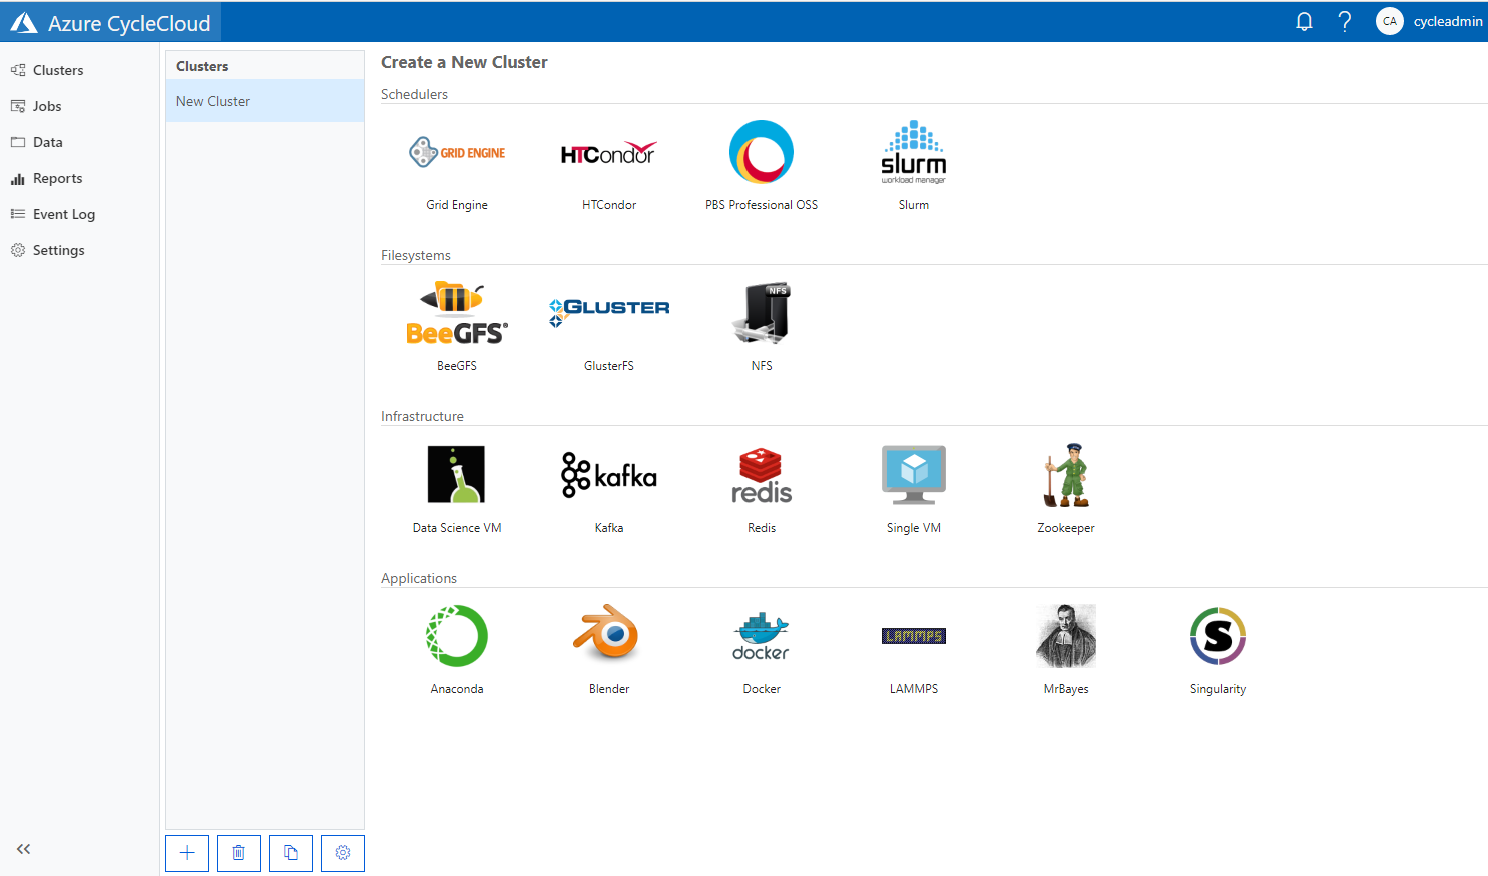 Azure CycleCloud
CA cycleadmin
Clusters
Jobs
Data
Reports
Event Log
Settings
Clusters
New Cluster
Create a New Cluster
Schedulers
GRID ENGINE
HTCondor
slurm
workload manager
Grid Engine
HTCondor
PBS Professional OSS
Slurm
Filesystems
BeeGFS®
GLUSTER
NFS
BeeGFS
GlusterFS
NFS
Infrastructure
kafka
redis
Data Science VM
Kafka
Redis
Single VM
Zookeeper
Applications
docker
LAMMPS
S
Anaconda
Blender
Docker
LAMMPS
MrBayes
Singularity